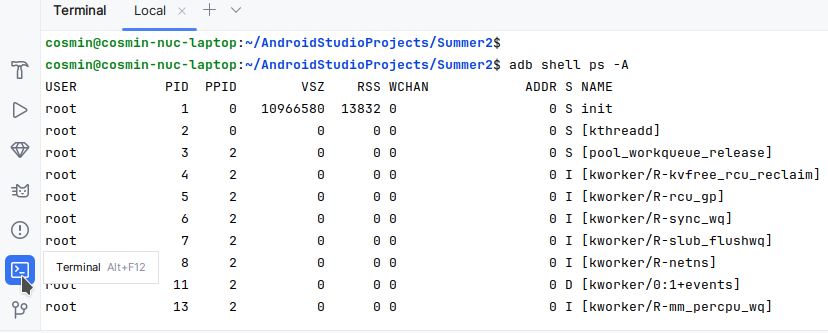 Terminal Local × +
cosmin@cosmin-nuc-laptop:~/AndroidStudioProjects/Summer2$
cosmin@cosmin-nuc-laptop:~/AndroidStudioProjects/Summer2$ adb shell ps -A
USER PID PPID VSZ RSS WCHAN ADDR S NAME
root 1 0 10966580 13832 0 0 S init
root 2 0 0 0 0 0 S [kthreadd]
root 3 2 0 0 0 0 S [pool_workqueue_release]
root 4 2 0 0 0 0 I [kworker/R-kvfree_rcu_reclaim]
root 5 2 0 0 0 0 I [kworker/R-rcu_gp]
root 6 2 0 0 0 0 I [kworker/R-sync_wq]
root 7 2 0 0 0 0 I [kworker/R-slub_flushwq]
Terminal Alt+F12
8 2 0 0 0 0 I [kworker/R-netns]
root 11 2 0 0 0 0 D [kworker/0:1+events]
root 13 2 0 0 0 0 I [kworker/R-mm_percpu_wq]